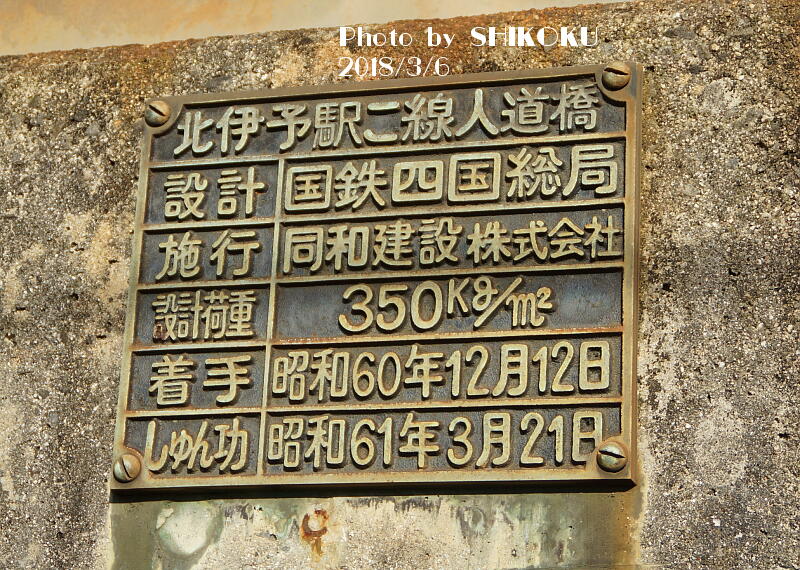 Photo by SHIKOKU
2018/3/6
北伊予駅こ線人道橋
設計 国鉄四国総局
施行 同和建設株式会社
設計荷重 350Kg/m²
着手 昭和60年12月12日
しゅん功 昭和61年3月21日